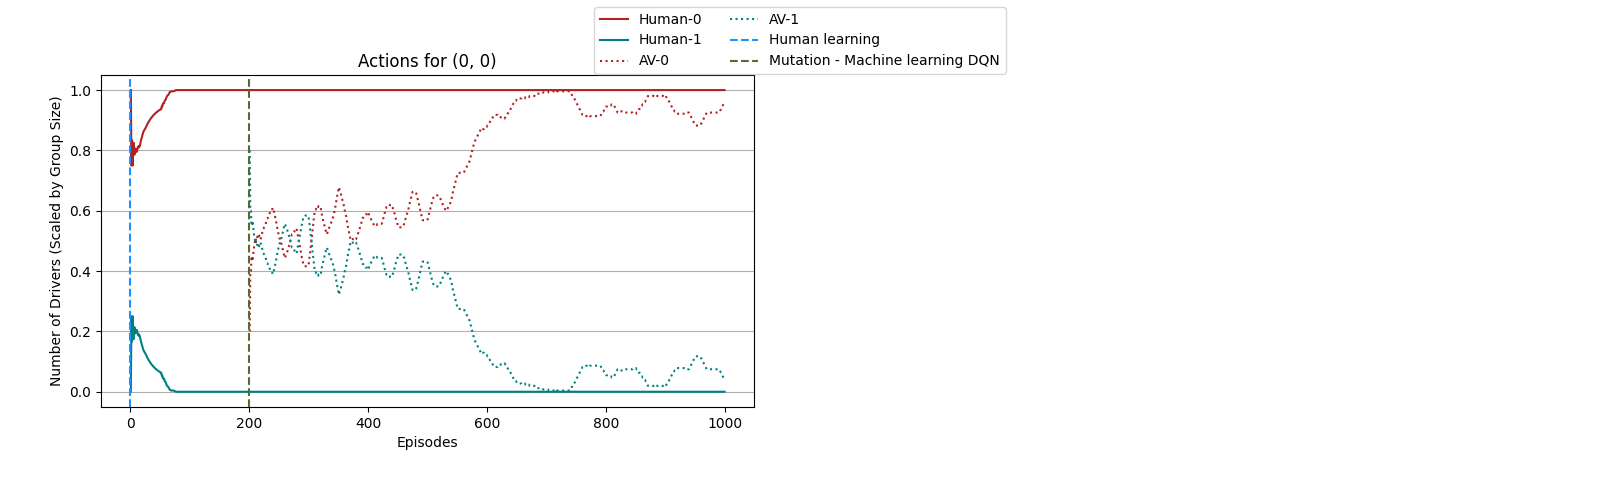 Human-0
Human-1
AV-0
AV-1
Human learning
Mutation - Machine learning DQN
Actions for (0, 0)
Number of Drivers (Scaled by Group Size)
1.0
0.8
0.6
0.4
0.2
0.0
0 200 400 600 800 1000
Episodes